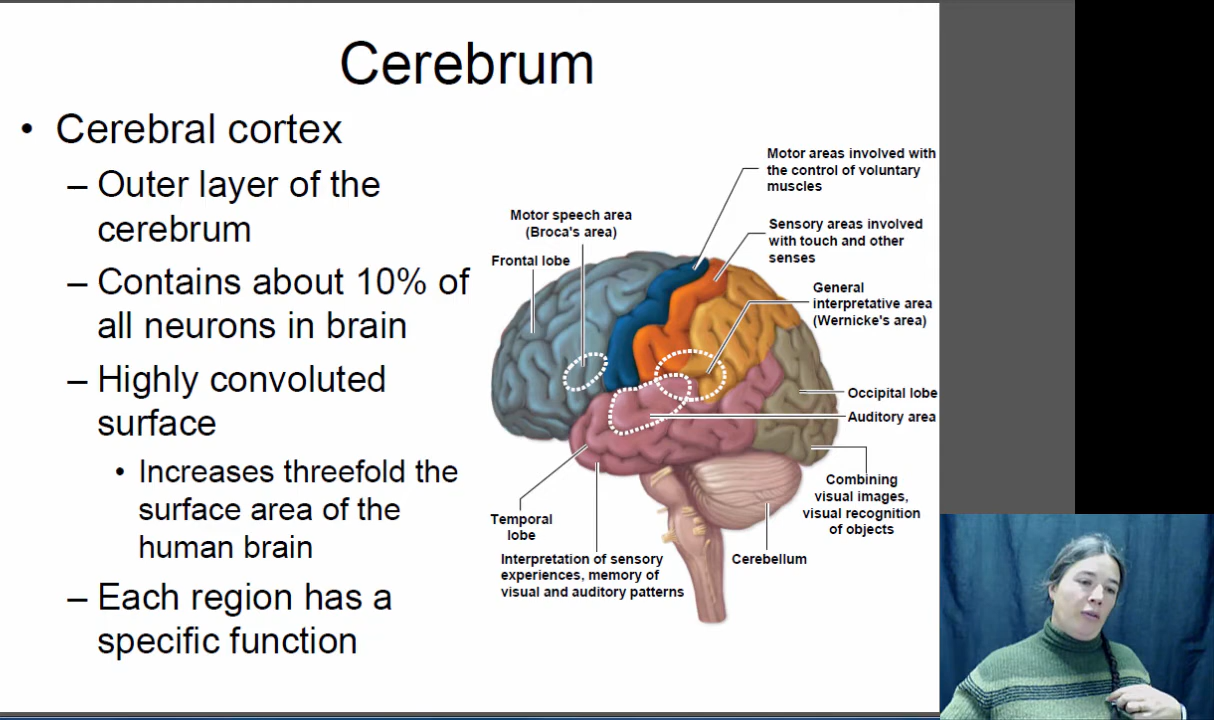 Cerebrum
• Cerebral cortex
– Outer layer of the
cerebrum
– Contains about 10% of
all neurons in brain
– Highly convoluted
surface
• Increases threefold the
surface area of the
human brain
– Each region has a
specific function
Motor areas involved with
the control of voluntary
muscles
Motor speech area
(Broca's area)
Sensory areas involved
with touch and other
senses
Frontal lobe
General
interpretative area
(Wernicke's area)
Occipital lobe
Auditory area
Combining
visual images,
visual recognition
of objects
Temporal
lobe
Cerebellum
Interpretation of sensory
experiences, memory of
visual and auditory patterns